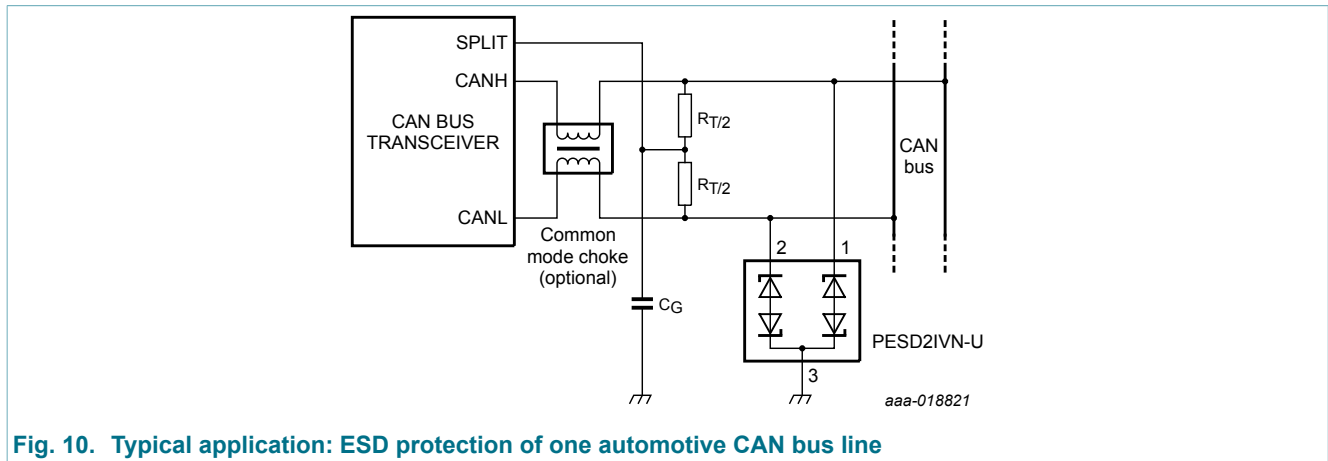 SPLIT
CANH
CAN BUS
TRANSCEIVER
CANL
Common
mode choke
(optional)
RT/2
RT/2
CG
CAN
bus
2
1
PESD2IVN-U
3
aaa-018821
Fig. 10. Typical application: ESD protection of one automotive CAN bus line